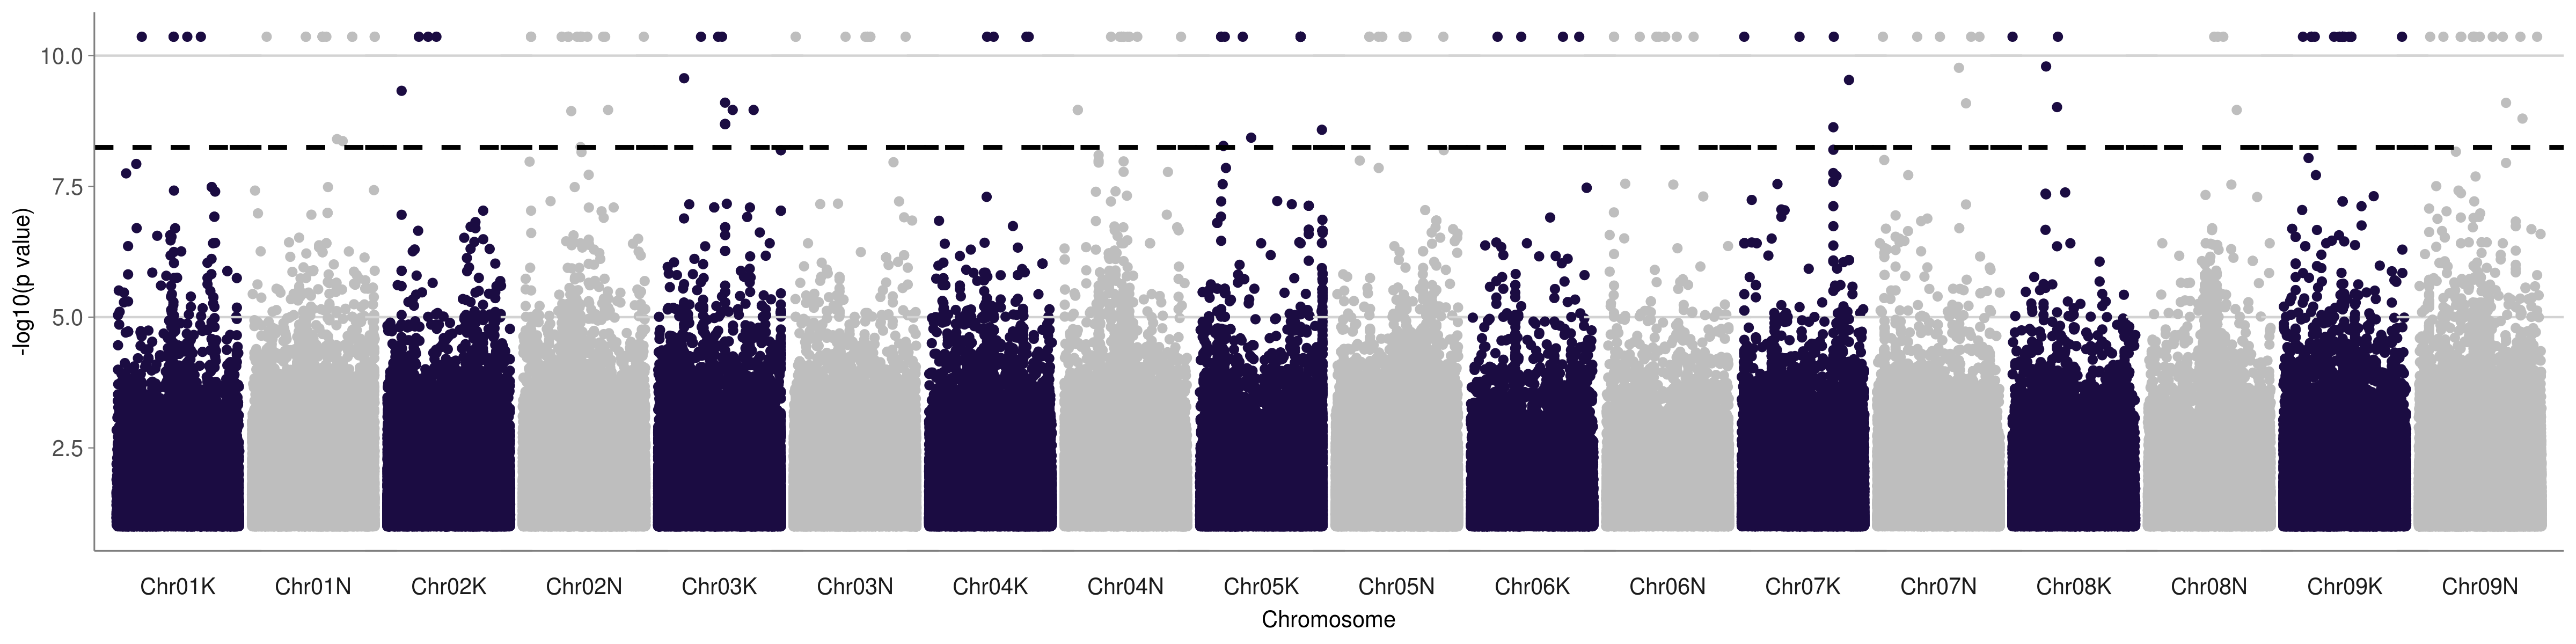 -log10(p value)
10.0
7.5
5.0
2.5
Chr01K Chr01N Chr02K Chr02N Chr03K Chr03N Chr04K Chr04N Chr05K Chr05N Chr06K Chr06N Chr07K Chr07N Chr08K Chr08N Chr09K Chr09N
Chromosome